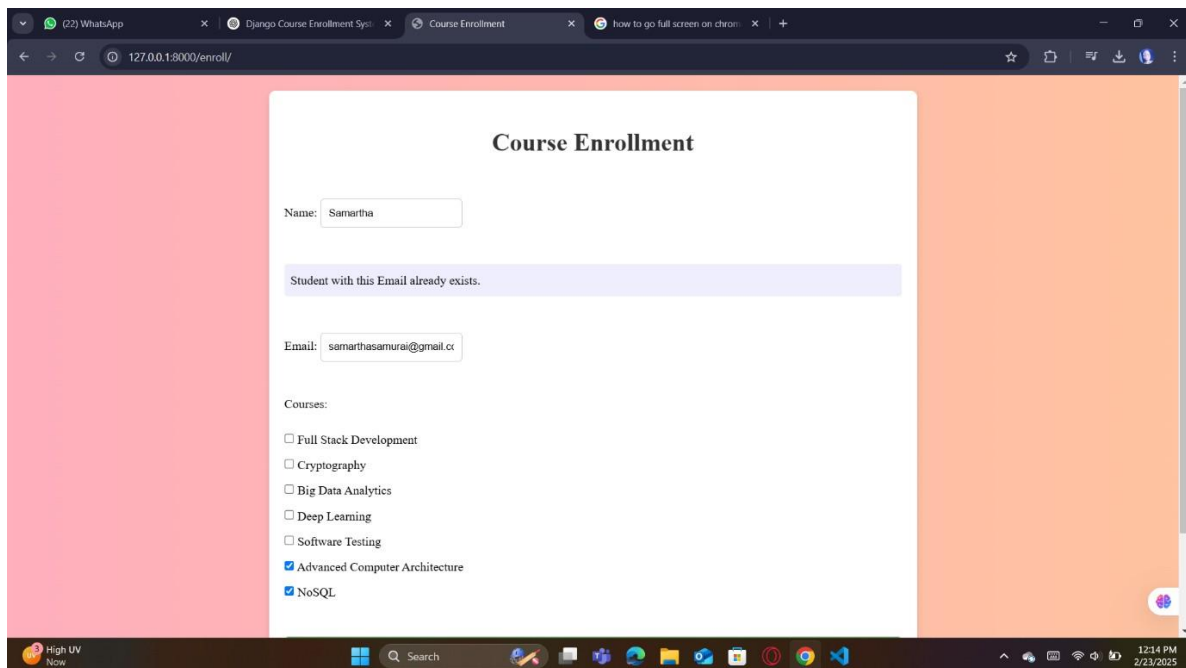 (22) WhatsApp
Django Course Enrollment Syst
Course Enrollment
how to go full screen on chrom
127.0.0.1:8000/enroll/
Course Enrollment
Name: Samartha
Student with this Email already exists.
Email: samarthasamurai@gmail.co
Courses:
Full Stack Development
Cryptography
Big Data Analytics
Deep Learning
Software Testing
Advanced Computer Architecture
NoSQL
3
UV
High UV
Now
Search
12:14 PM
2/23/2025